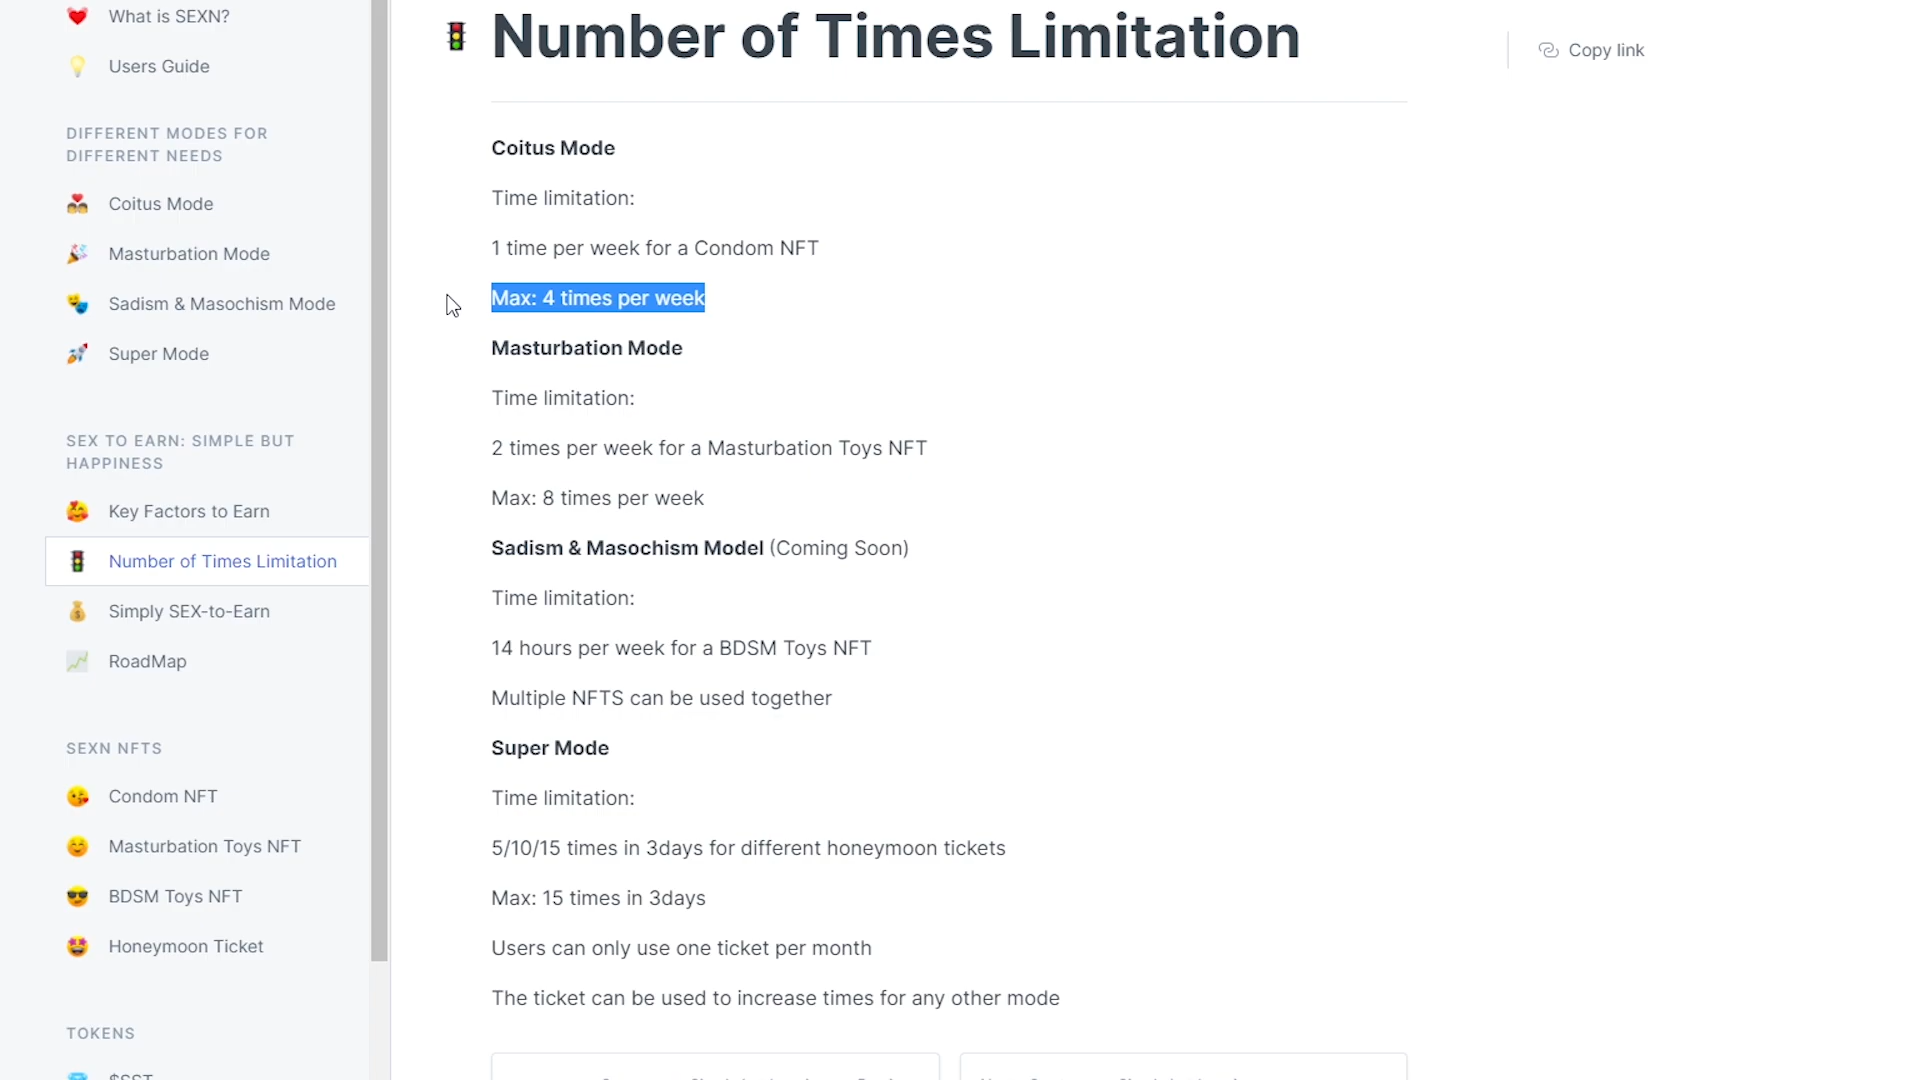 What is SEXN?
Users Guide
DIFFERENT MODES FOR
DIFFERENT NEEDS
Coitus Mode
Masturbation Mode
Sadism & Masochism Mode
Super Mode
SEX TO EARN: SIMPLE BUT
HAPPINESS
Key Factors to Earn
Number of Times Limitation
Simply SEX-to-Earn
RoadMap
SEXN NFTS
Condom NFT
Masturbation Toys NFT
BDSM Toys NFT
Honeymoon Ticket
TOKENS
$SST
Number of Times Limitation
Coitus Mode
Time limitation:
1 time per week for a Condom NFT
Max: 4 times per week
Masturbation Mode
Time limitation:
2 times per week for a Masturbation Toys NFT
Max: 8 times per week
Sadism & Masochism Model (Coming Soon)
Time limitation:
14 hours per week for a BDSM Toys NFT
Multiple NFTS can be used together
Super Mode
Time limitation:
5/10/15 times in 3days for different honeymoon tickets
Max: 15 times in 3days
Users can only use one ticket per month
The ticket can be used to increase times for any other mode
Copy link